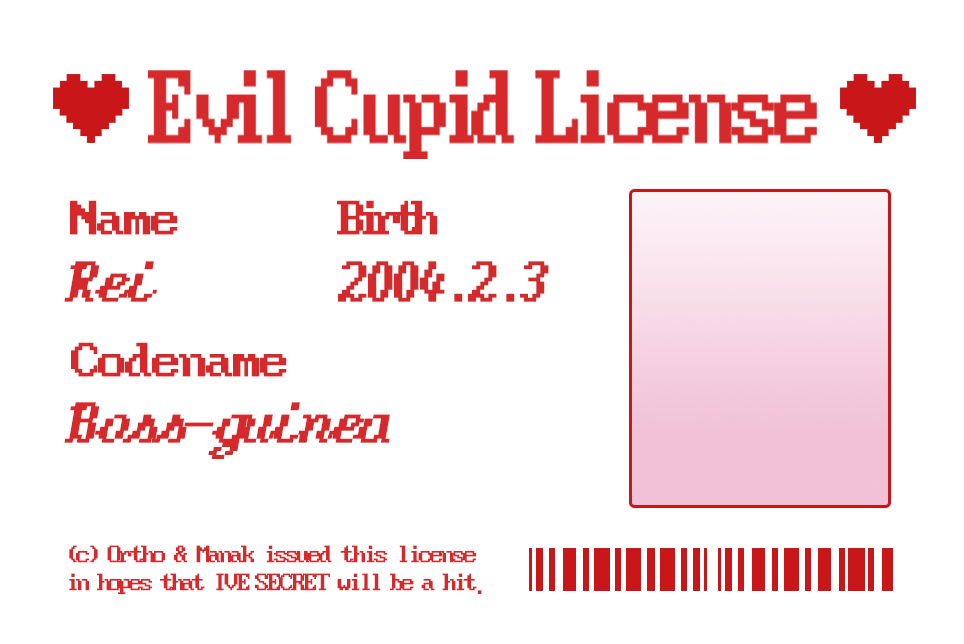 Evil Cupid License
Name
Birth
Rei
2004.2.3
Codename
Boss-guinea
(c) Ortho & Manak issued this license
in hopes that IVE SECRET will be a hit.